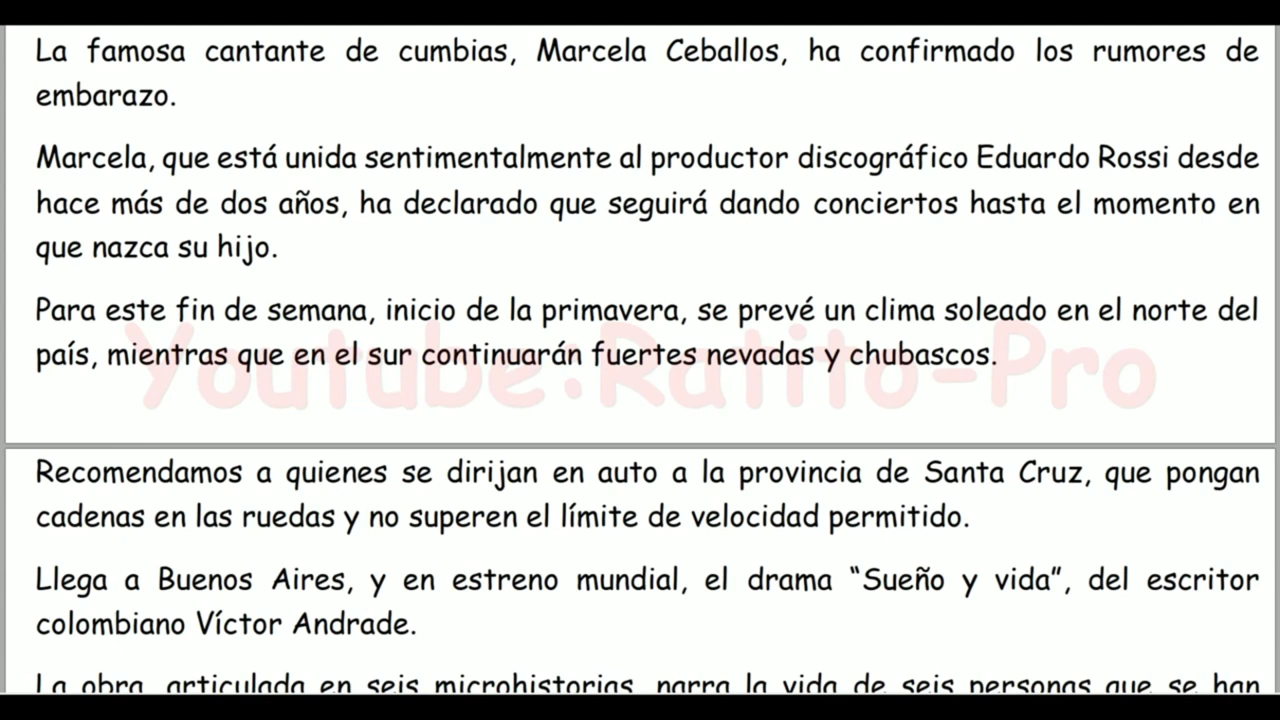 La famosa cantante de cumbias, Marcela Ceballos, ha confirmado los rumores de
embarazo.
Marcela, que está unida sentimentalmente al productor discográfico Eduardo Rossi desde
hace más de dos años, ha declarado que seguirá dando conciertos hasta el momento en
que nazca su hijo.
Para este fin de semana, inicio de la primavera, se prevé un clima soleado en el norte del
país, mientras que en el sur continuarán fuertes nevadas y chubascos.
Youtube:Ratito-Pro
Recomendamos a quienes se dirijan en auto a la provincia de Santa Cruz, que pongan
cadenas en las ruedas y no superen el límite de velocidad permitido.
Llega a Buenos Aires, y en estreno mundial, el drama “Sueño y vida”, del escritor
colombiano Víctor Andrade.
La obra, articulada en seis microhistorias, narra la vida de seis personas que se han